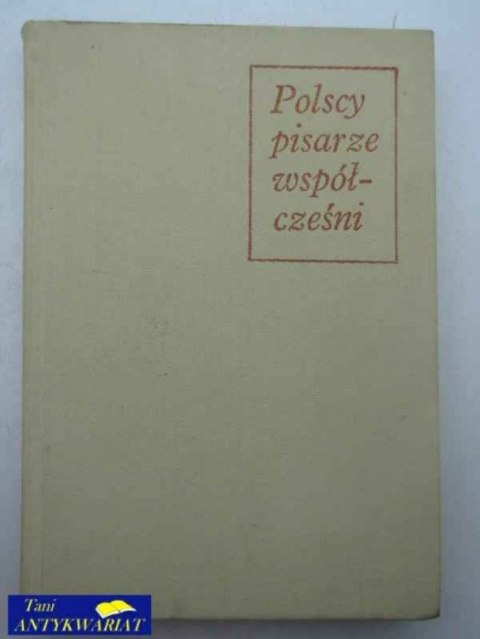 Polscy
pisarze
współ-
cześni
Tani
ANTYKWARIAT